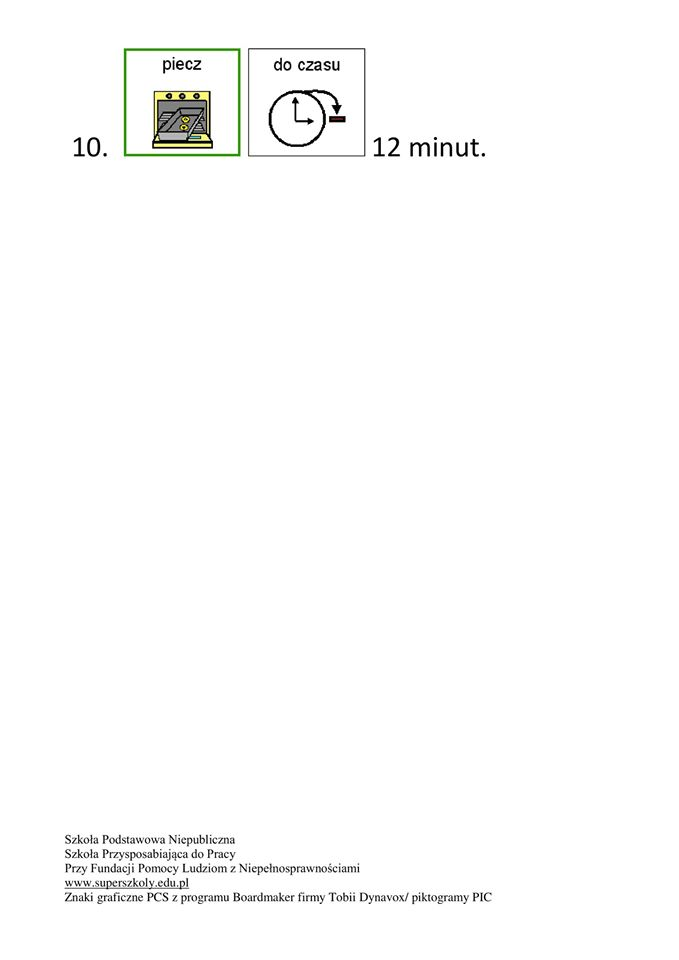 piecz
do czasu
10. 12 minut.
Szkoła Podstawowa Niepubliczna
Szkoła Przysposabiająca do Pracy
Przy Fundacji Pomocy Ludziom z Niepełnosprawnościami
www.superszkoly.edu.pl
Znaki graficzne PCS z programu Boardmaker firmy Tobii Dynavox/ piktogramy PIC